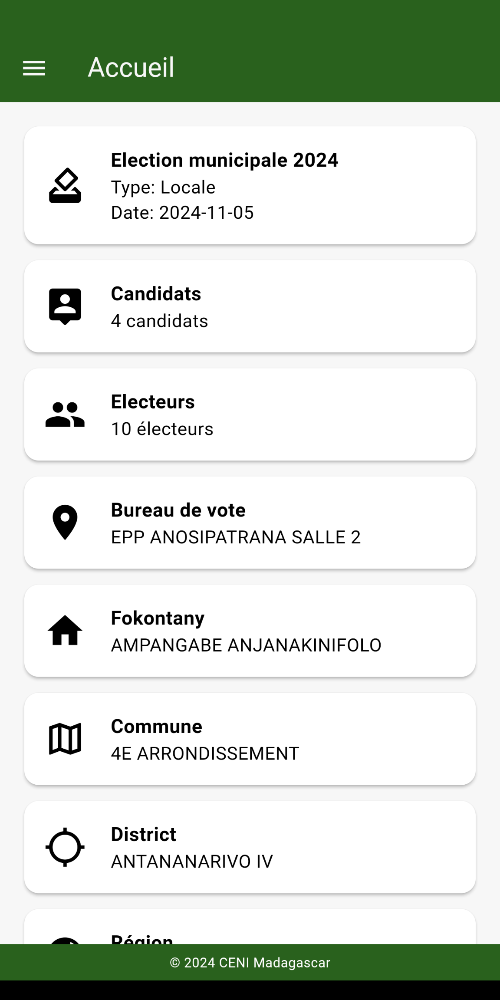 Accueil
Election municipale 2024
Type: Locale
Date: 2024-11-05
Candidats
4 candidats
Electeurs
10 électeurs
Bureau de vote
EPP ANOSIPATRANA SALLE 2
Fokontany
AMPANGABE ANJANAKINIFOLO
Commune
4E ARRONDISSEMENT
District
ANTANANARIVO IV
Région
© 2024 CENI Madagascar